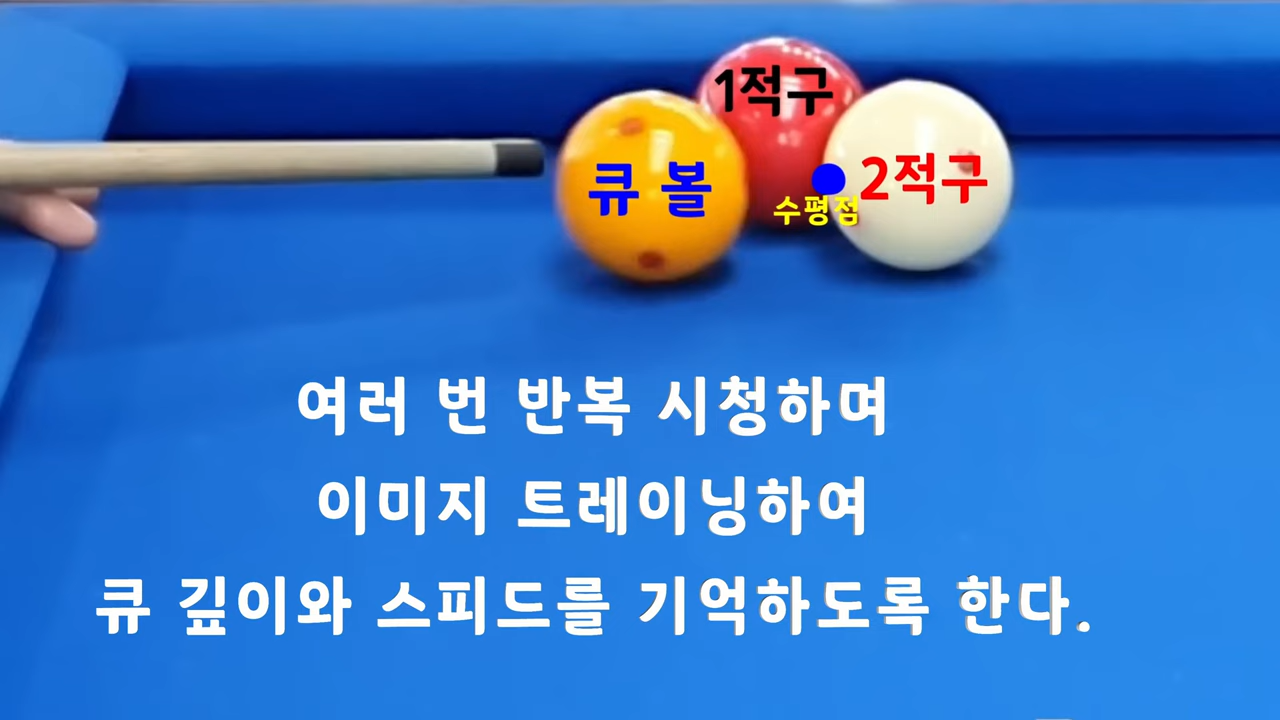 1적구
큐 볼
2적구
수평점
여러 번 반복 시청하며
이미지 트레이닝하여
큐 깊이와 스피드를 기억하도록 한다.